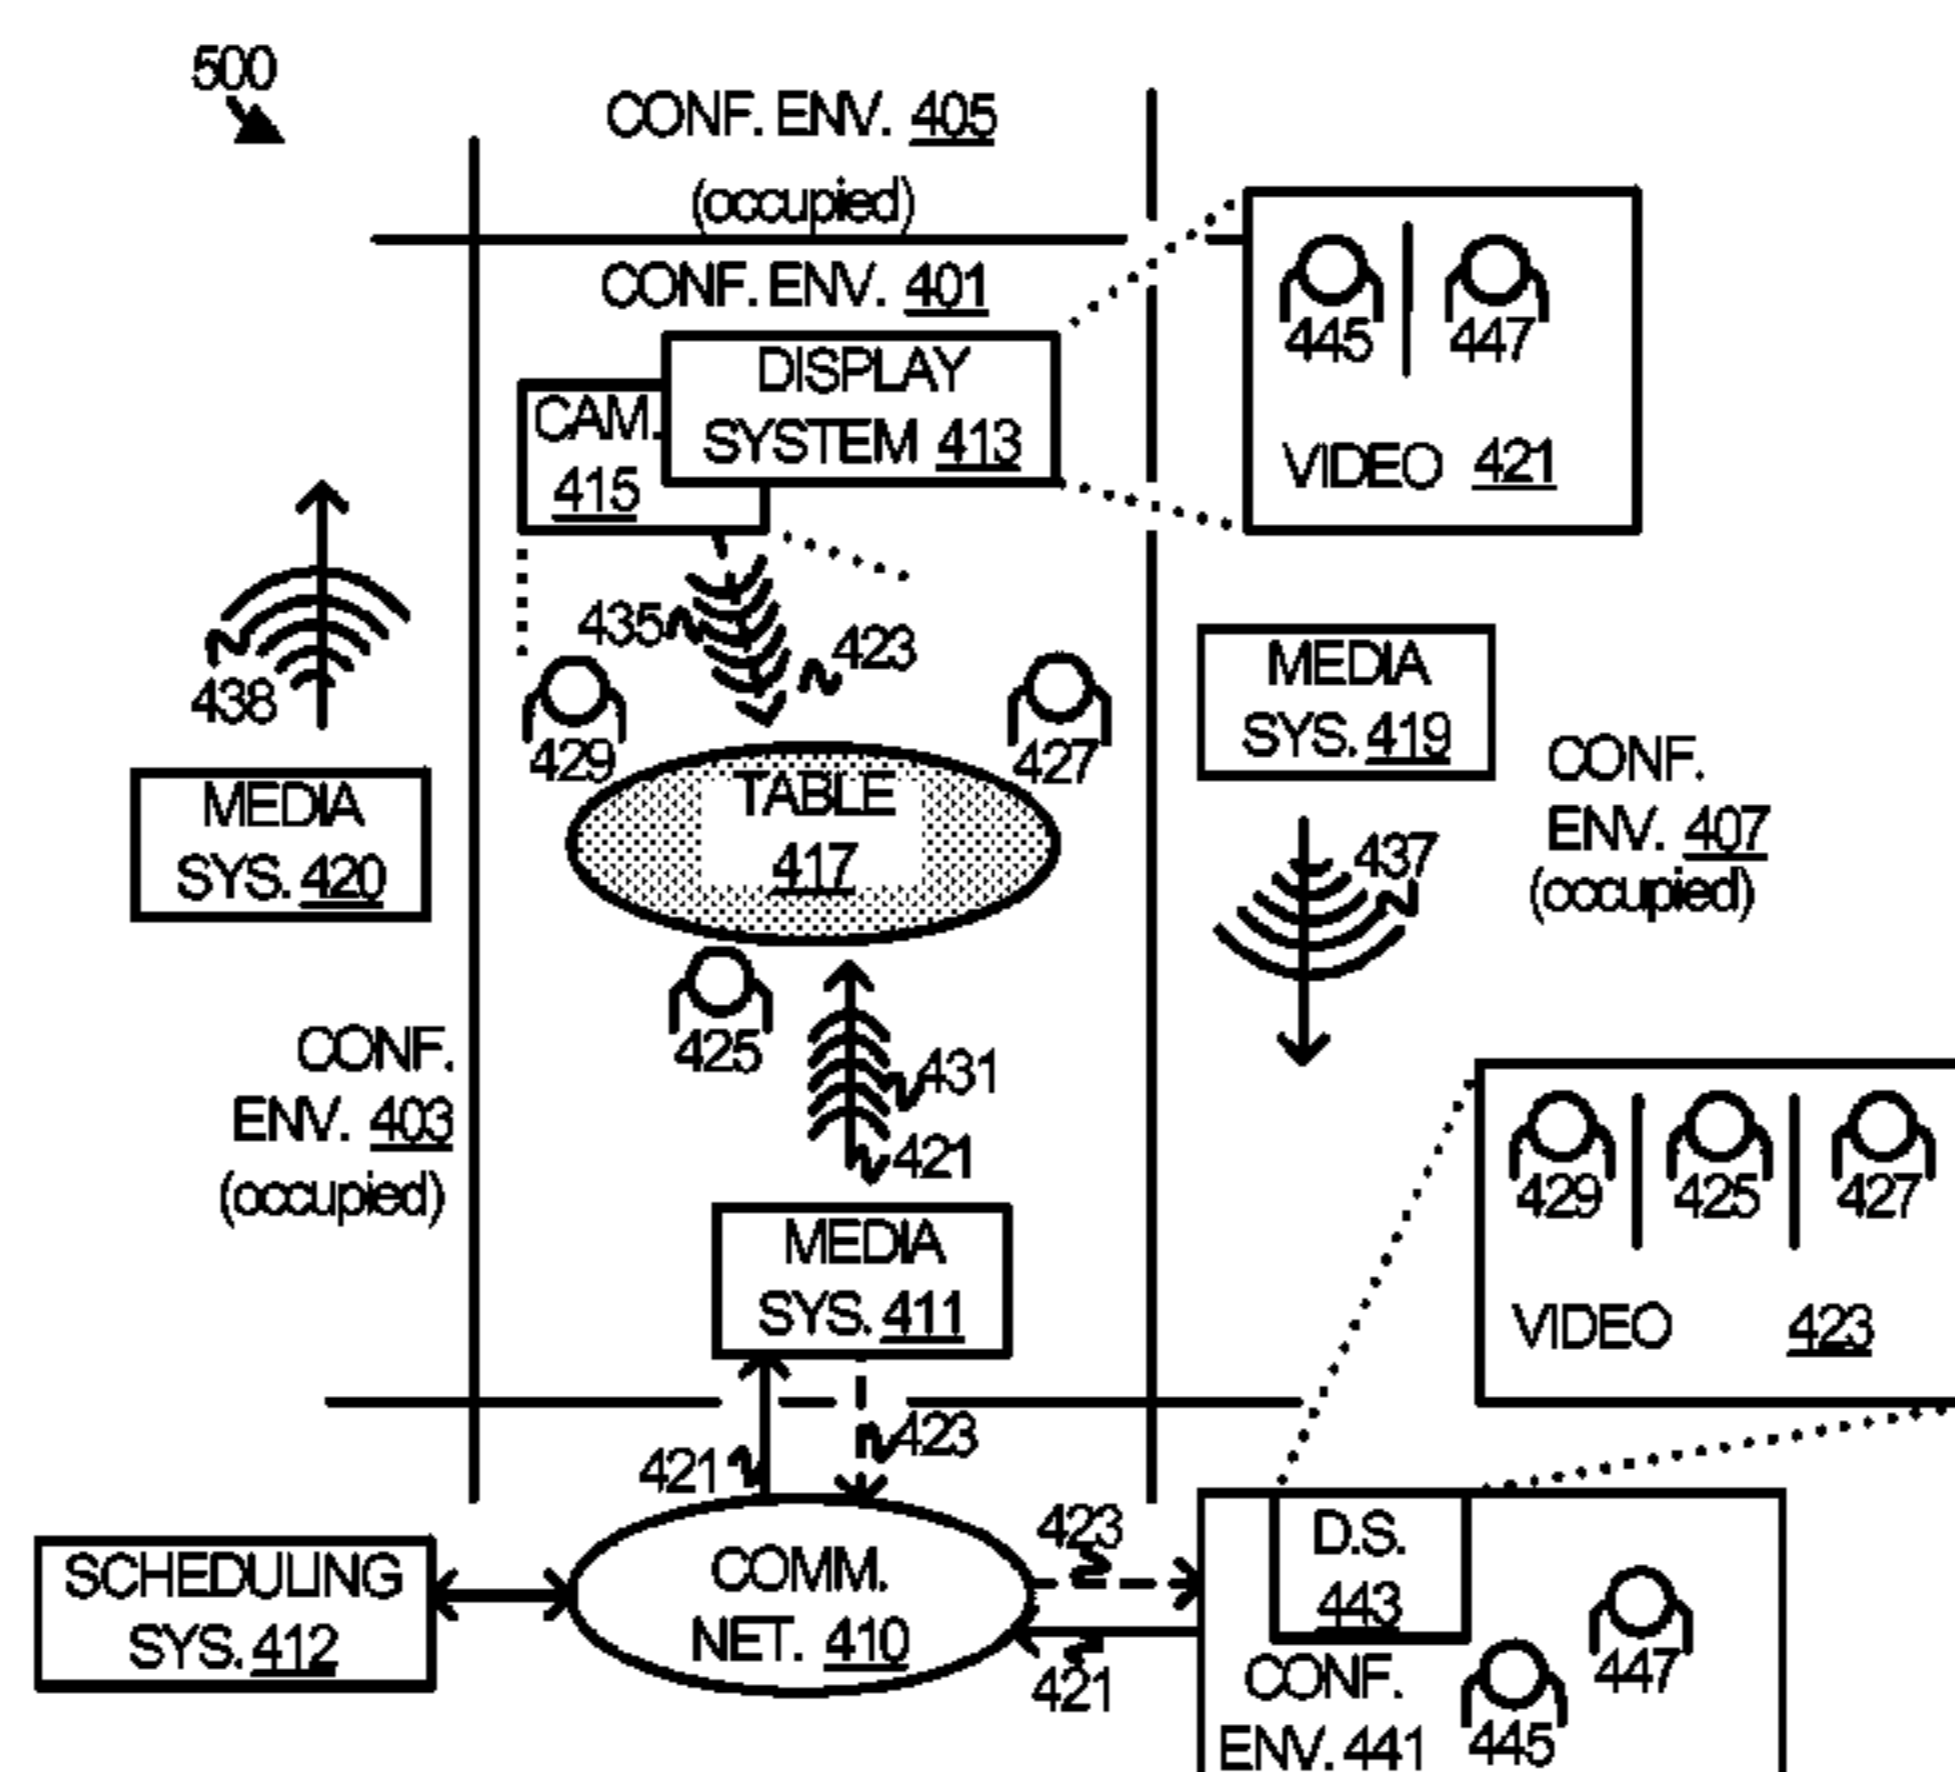 500
CONF. ENV. 405
(occupied)
CONF. ENV. 401
DISPLAY
SYSTEM 413
CAM.
415
445
447
VIDEO 421
435
423
438
429
427
MEDIA
SYS. 419
CONF.
ENV. 407
(occupied)
MEDIA
SYS. 420
TABLE
417
437
425
431
421
CONF.
ENV. 403
(occupied)
MEDIA
SYS. 411
429
425
427
VIDEO 423
421
423
SCHEDULING
SYS. 412
COMM.
NET. 410
423
421
D.S.
443
CONF.
ENV. 441
445
447